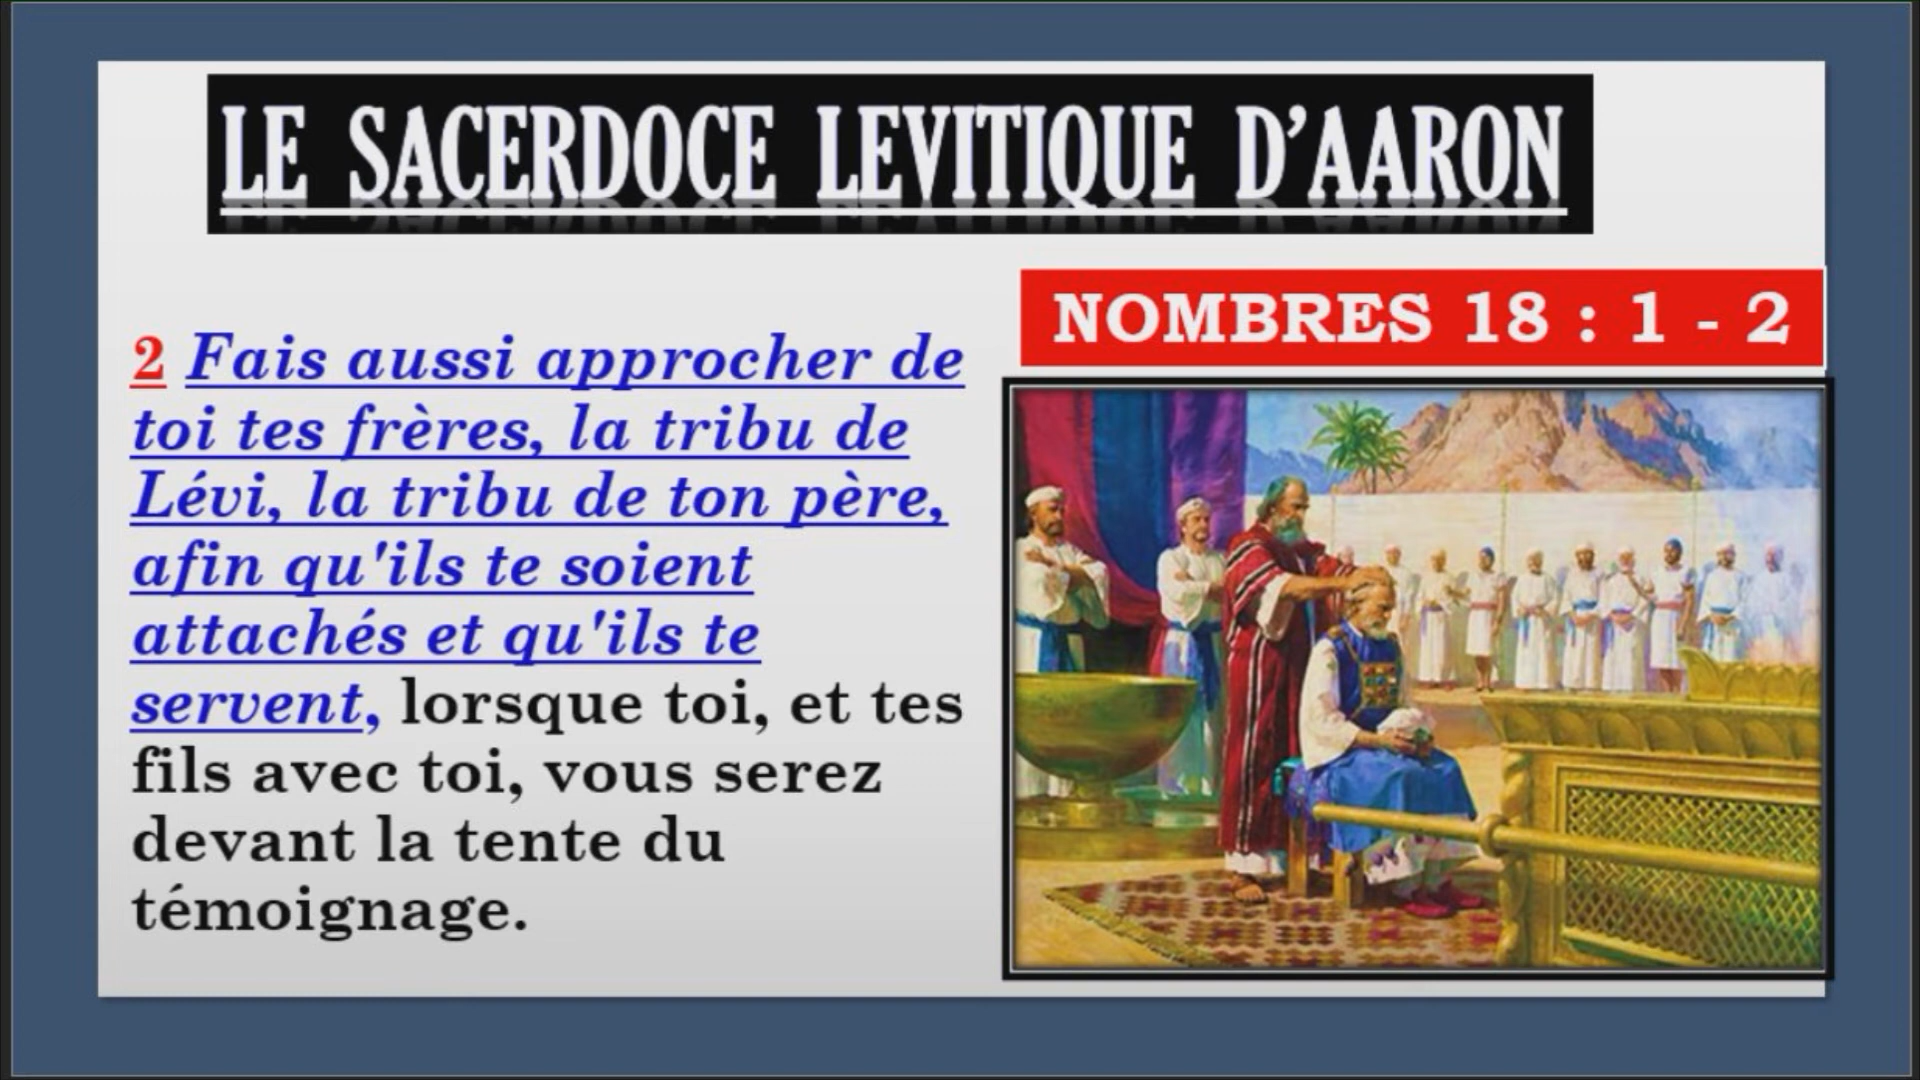 LE SACERDOCE LEVITIQUE D’AARON
NOMBRES 18 : 1 - 2
2 Fais aussi approcher de
toi tes frères, la tribu de
Lévi, la tribu de ton père,
afin qu'ils te soient
attachés et qu'ils te
servent, lorsque toi, et tes
fils avec toi, vous serez
devant la tente du
témoignage.